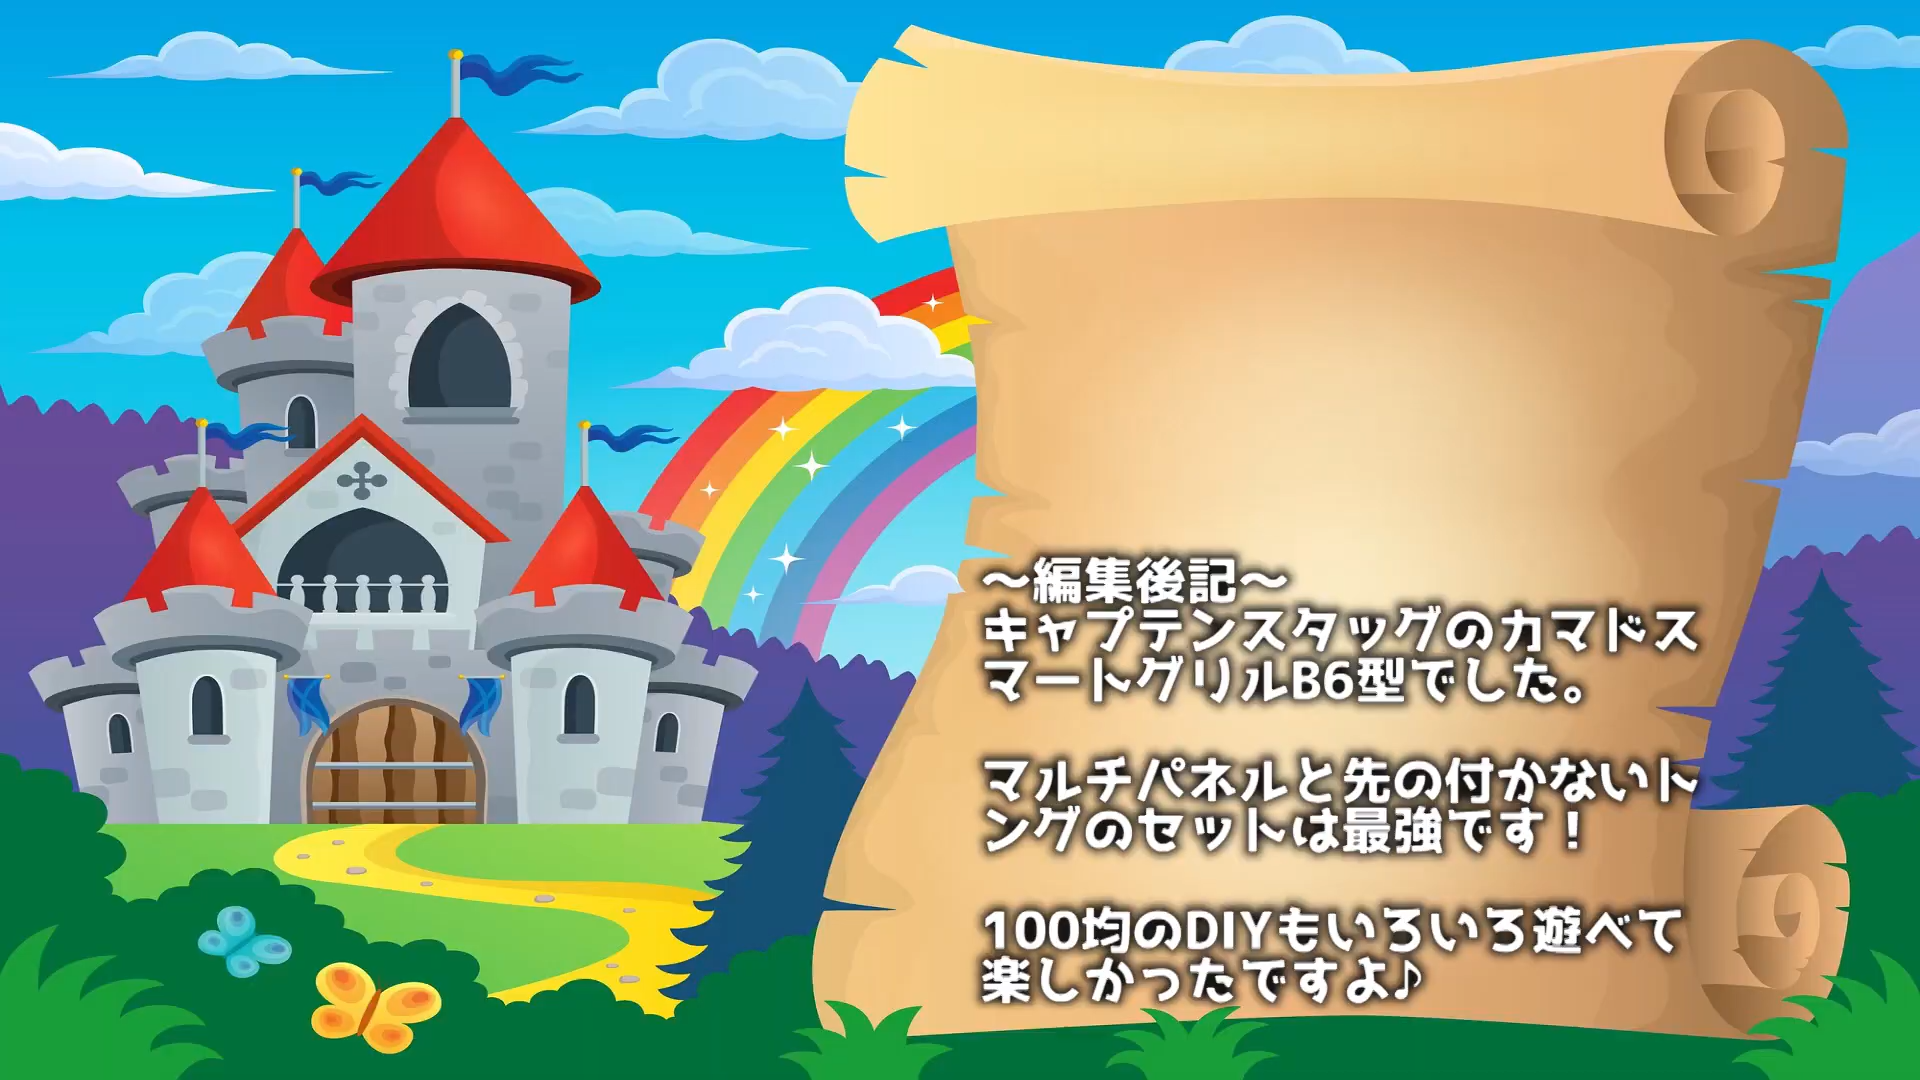 ～編集後記～
キャプテンスタッグのカマドス
マートグリルB6型でした。
マルチパネルと先の付かないト
ングのセットは最強です！
100均のDIYもいろいろ遊べて
楽しかったですよ♪